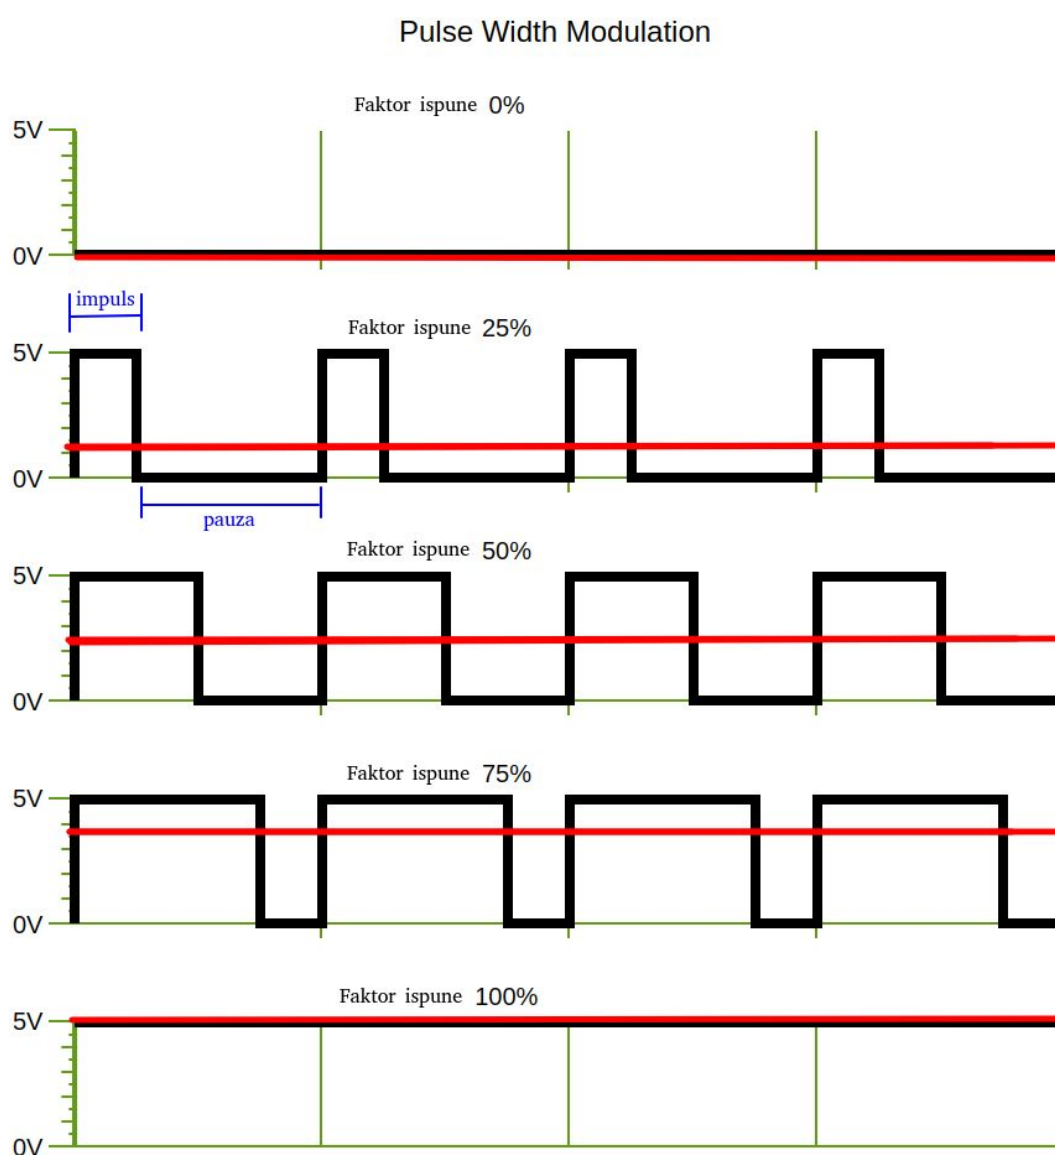 Pulse Width Modulation
Faktor ispune 0%
5V
0V
impuls
Faktor ispune 25%
5V
0V
pauza
Faktor ispune 50%
5V
0V
Faktor ispune 75%
5V
0V
Faktor ispune 100%
5V
0V